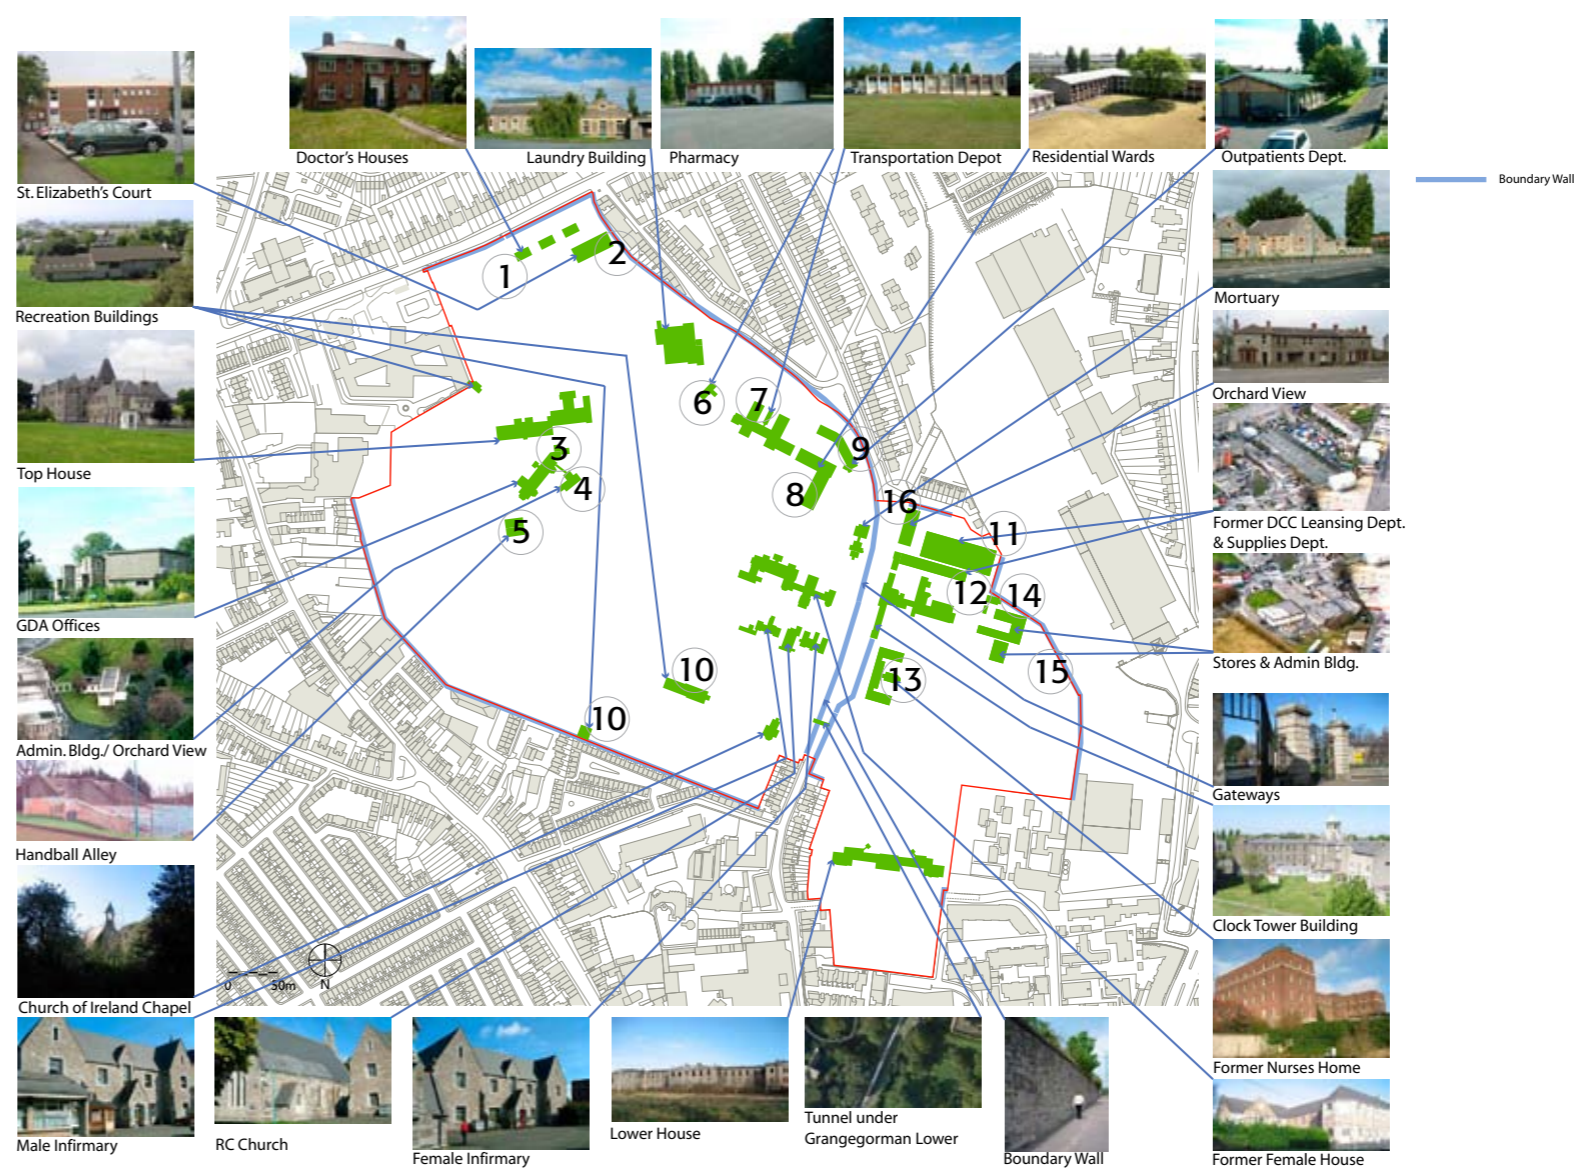 Doctor's Houses
Laundry Building
Pharmacy
Transportation Depot
Residential Wards
Outpatients Dept.
Boundary Wall
St. Elizabeth's Court
Recreation Buildings
Top House
GDA Offices
Admin. Bldg./ Orchard View
Handball Alley
Church of Ireland Chapel
Mortuary
Orchard View
Former DCC Leansing Dept.
& Supplies Dept.
Stores & Admin Bldg.
Gateways
Clock Tower Building
Former Nurses Home
Former Female House
1
2
3
4
5
6
7
8
9
16
11
12
14
15
13
10
10
0 50m
N
Male Infirmary
RC Church
Female Infirmary
Lower House
Tunnel under
Grangegorman Lower
Boundary Wall